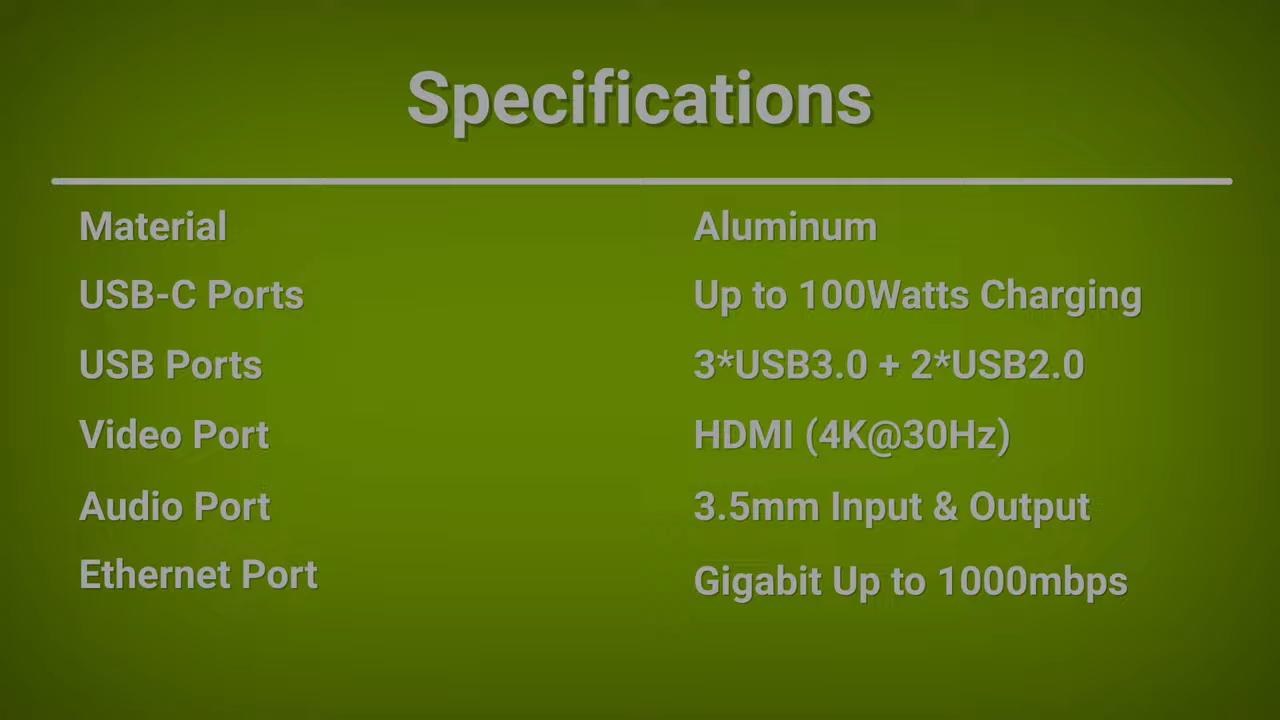 Specifications
Material Aluminum
USB-C Ports Up to 100Watts Charging
USB Ports 3*USB3.0 + 2*USB2.0
Video Port HDMI (4K@30Hz)
Audio Port 3.5mm Input & Output
Ethernet Port Gigabit Up to 1000mbps